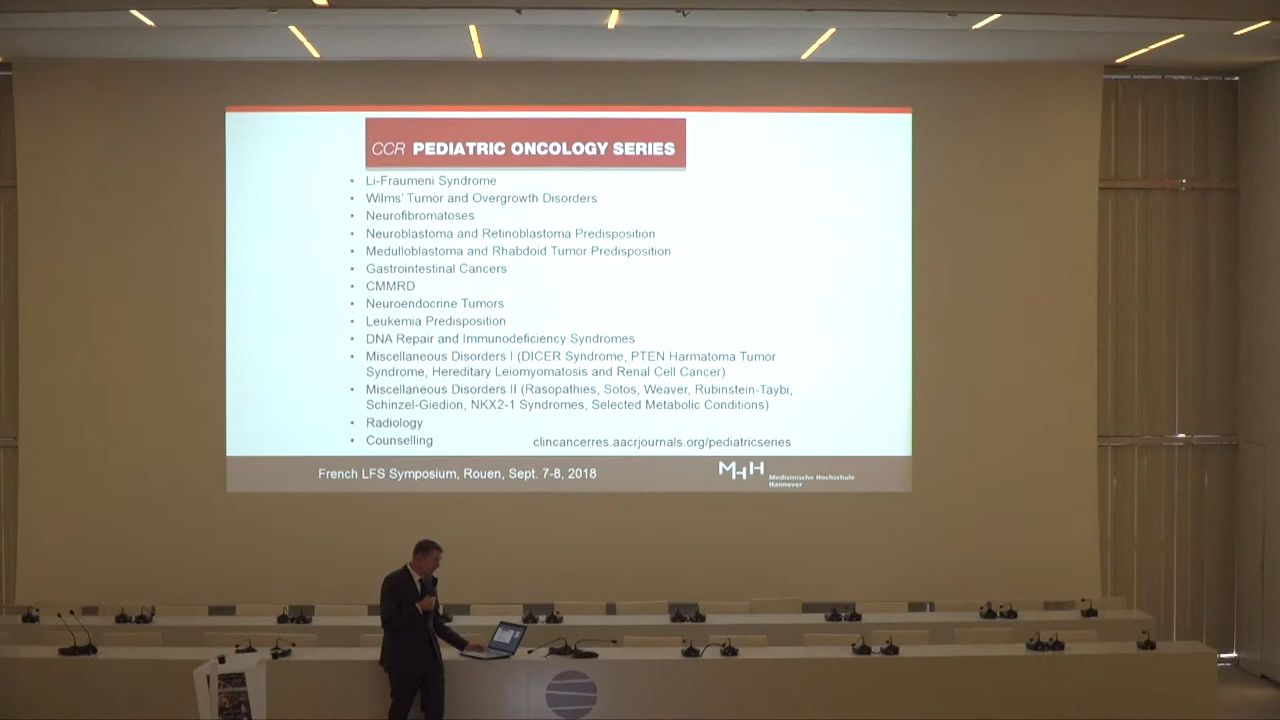 CCR PEDIATRIC ONCOLOGY SERIES
• Li-Fraumeni Syndrome
• Wilms' Tumor and Overgrowth Disorders
• Neurofibromatoses
• Neuroblastoma and Retinoblastoma Predisposition
• Medulloblastoma and Rhabdoid Tumor Predisposition
• Gastrointestinal Cancers
• CMMRD
• Neuroendocrine Tumors
• Leukemia Predisposition
• DNA Repair and Immunodeficiency Syndromes
• Miscellaneous Disorders I (DICER Syndrome, PTEN Harmatoma Tumor
Syndrome, Hereditary Leiomyomatosis and Renal Cell Cancer)
• Miscellaneous Disorders II (Rasopathies, Sotos, Weaver, Rubinstein-Taybi,
Schinzel-Giedion, NKX2-1 Syndromes, Selected Metabolic Conditions)
• Radiology
• Counselling
clincancerres.aacrjournals.org/pediatricseries
French LFS Symposium, Rouen, Sept. 7-8, 2018
MHH
Medizinische Hochschule
Hannover